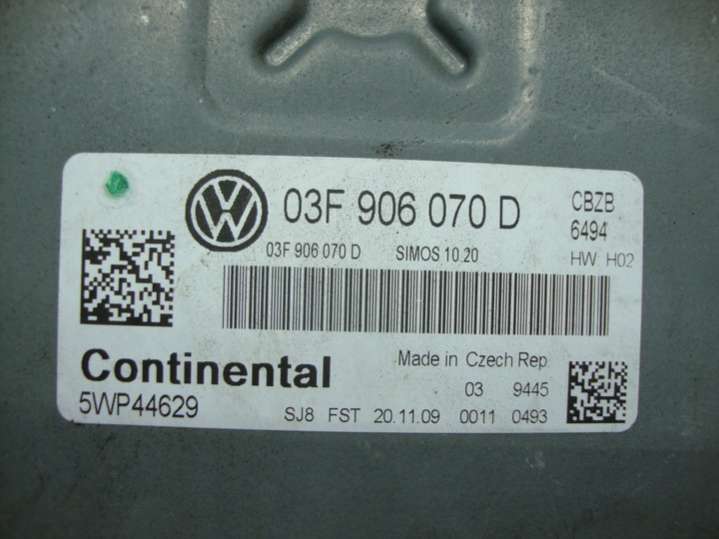 03F 906 070 D
CBZB
6494
03F 906 070 D SIMOS 10.20
HW H02
Continental
Made in Czech Rep
5WP44629
03 9445
SJ8 FST 20.11.09 0011 0493